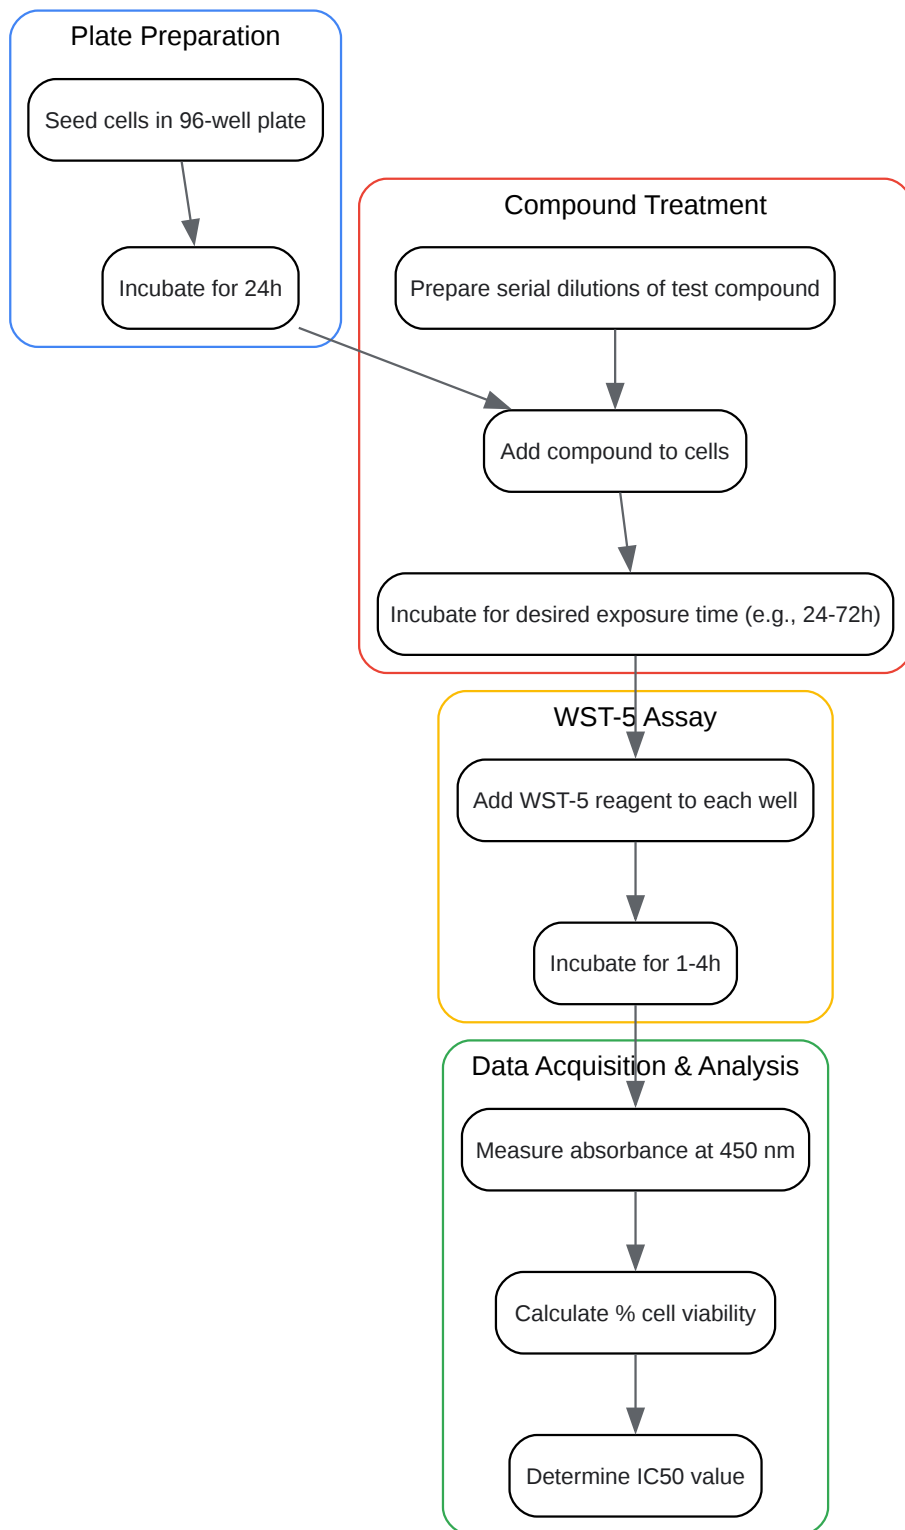 Plate Preparation
Seed cells in 96-well plate
Incubate for 24h
Compound Treatment
Prepare serial dilutions of test compound
Add compound to cells
Incubate for desired exposure time (e.g., 24-72h)
WST-5 Assay
Add WST-5 reagent to each well
Incubate for 1-4h
Data Acquisition & Analysis
Measure absorbance at 450 nm
Calculate % cell viability
Determine IC50 value